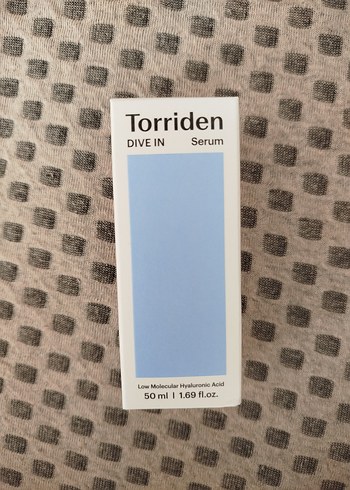 Torriden
DIVE IN Serum
Low Molecular Hyaluronic Acid
50 ml | 1.69 fl.oz.